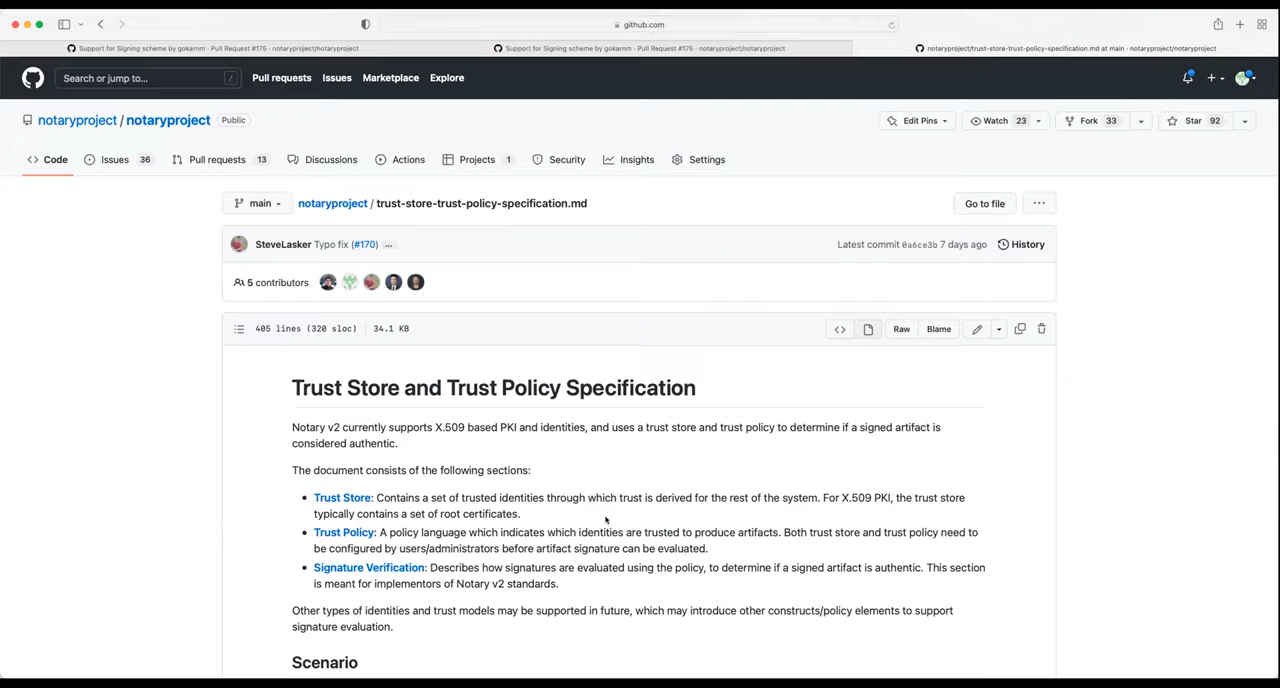 github.com
Support for Signing scheme by gokarnm · Pull Request #175 · notaryproject/notaryproject
Support for Signing scheme by gokarnm · Pull Request #175 · notaryproject/notaryproject
notaryproject/trust-store-trust-policy-specification.md at main · notaryproject/notaryproject
Search or jump to... /
Pull requests Issues Marketplace Explore
notaryproject / notaryproject Public
Edit Pins Watch 23 Fork 33 Star 92
Code Issues 36 Pull requests 13 Discussions Actions Projects 1 Security Insights Settings
main notaryproject / trust-store-trust-policy-specification.md Go to file ...
SteveLasker Typo fix (#170) ... Latest commit 0a6ce3b 7 days ago History
5 contributors
405 lines (320 sloc) 34.1 KB Raw Blame
Trust Store and Trust Policy Specification
Notary v2 currently supports X.509 based PKI and identities, and uses a trust store and trust policy to determine if a signed artifact is
considered authentic.
The document consists of the following sections:
• Trust Store: Contains a set of trusted identities through which trust is derived for the rest of the system. For X.509 PKI, the trust store
typically contains a set of root certificates.
• Trust Policy: A policy language which indicates which identities are trusted to produce artifacts. Both trust store and trust policy need to
be configured by users/administrators before artifact signature can be evaluated.
• Signature Verification: Describes how signatures are evaluated using the policy, to determine if a signed artifact is authentic. This section
is meant for implementors of Notary v2 standards.
Other types of identities and trust models may be supported in future, which may introduce other constructs/policy elements to support
signature evaluation.
Scenario